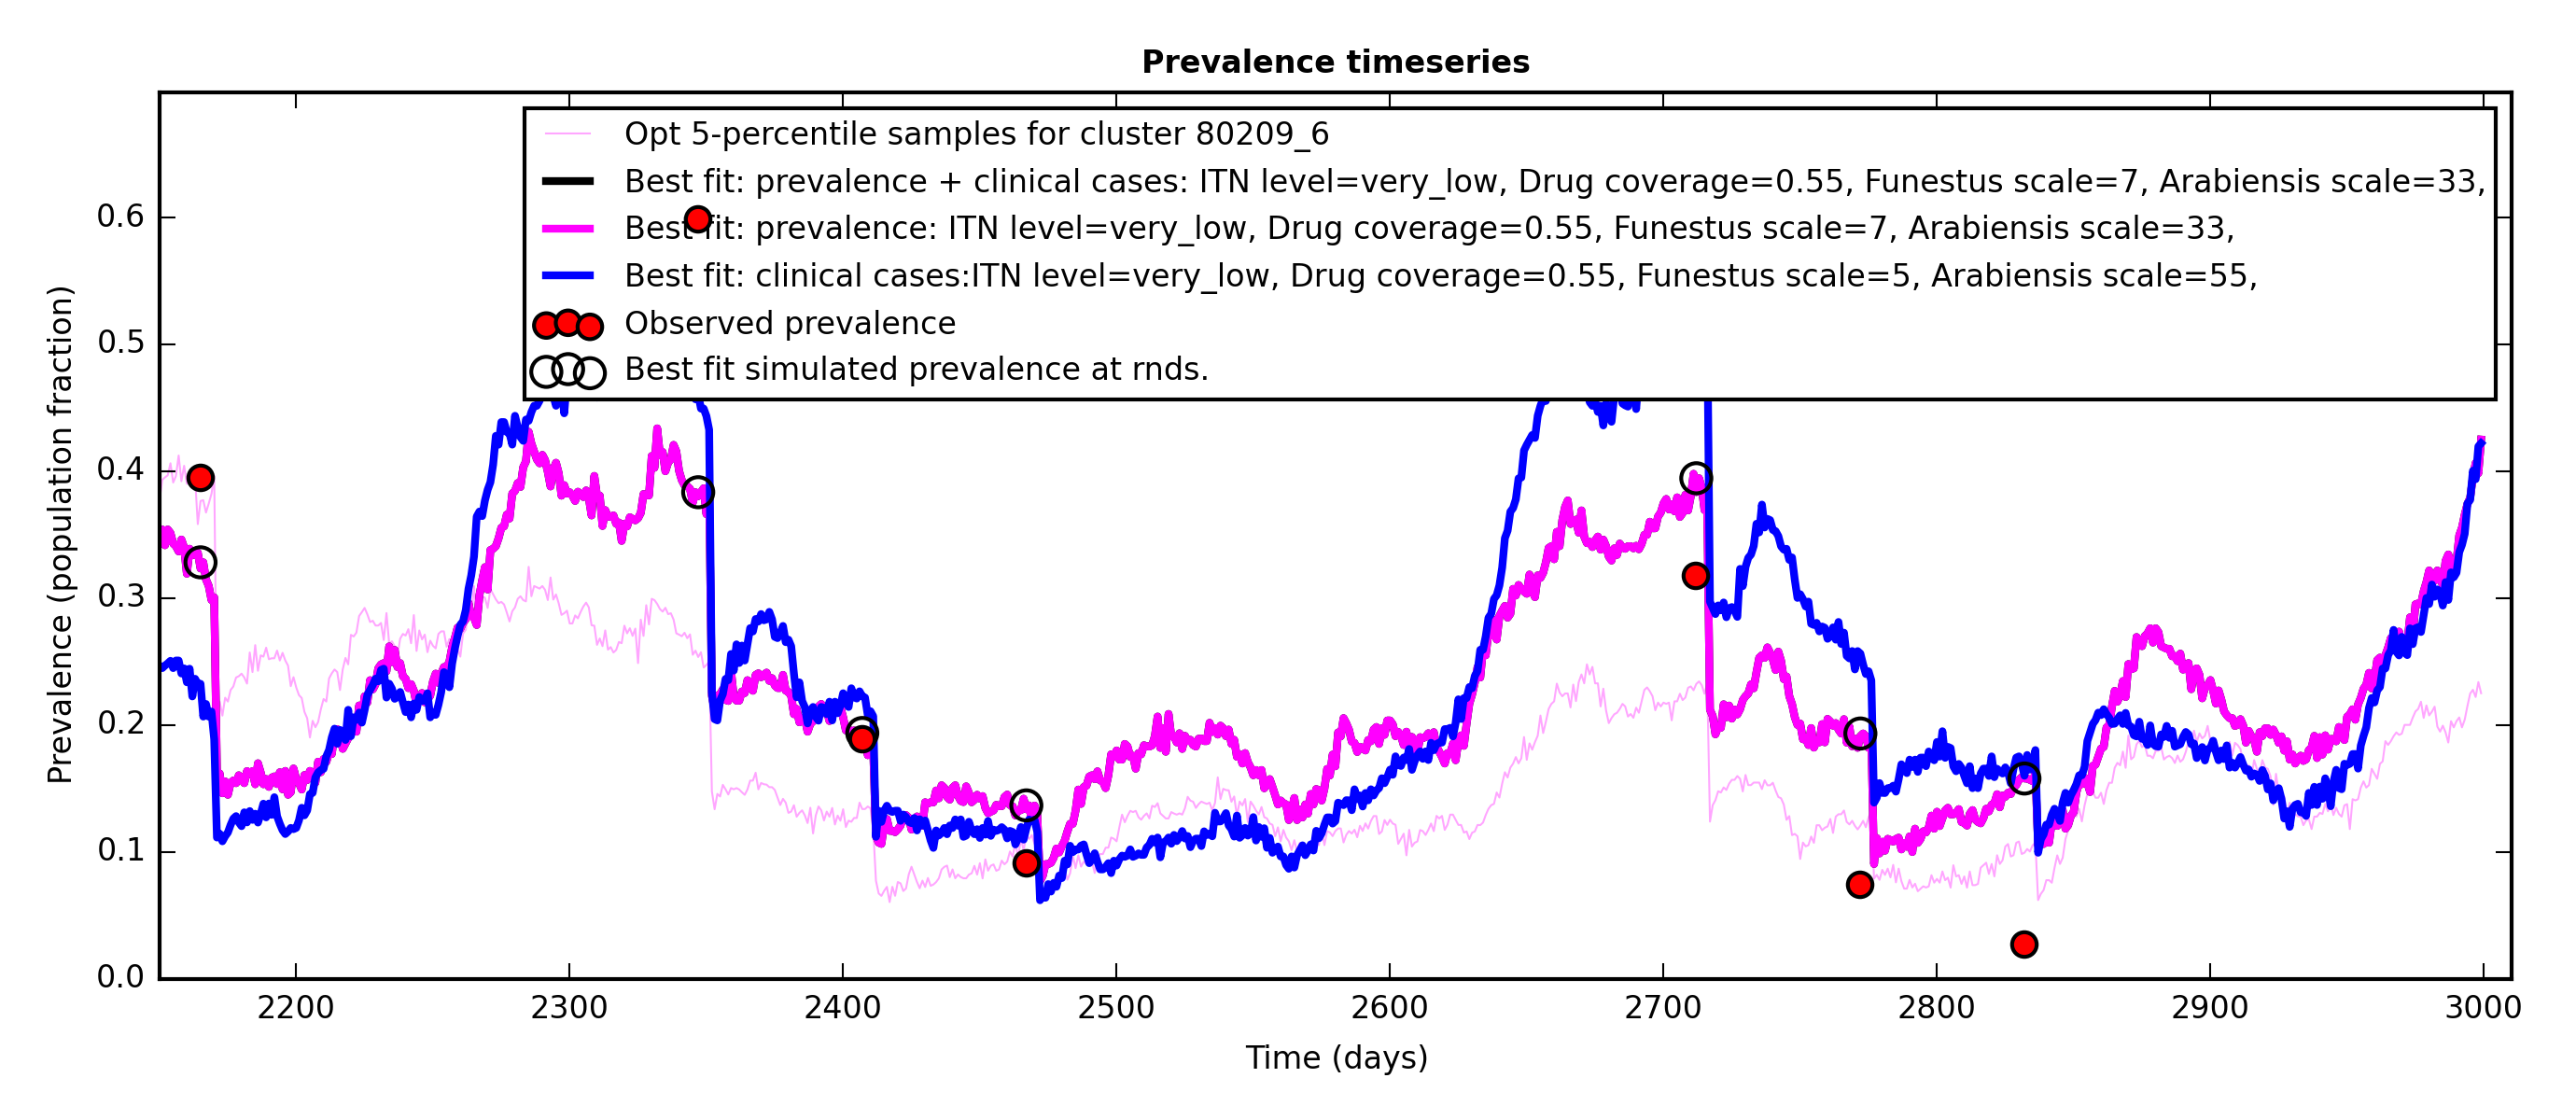 Prevalence timeseries
Opt 5-percentile samples for cluster 80209_6
Best fit: prevalence + clinical cases: ITN level=very_low, Drug coverage=0.55, Funestus scale=7, Arabiensis scale=33,
Best fit: prevalence: ITN level=very_low, Drug coverage=0.55, Funestus scale=7, Arabiensis scale=33,
Best fit: clinical cases:ITN level=very_low, Drug coverage=0.55, Funestus scale=5, Arabiensis scale=55,
Observed prevalence
Best fit simulated prevalence at rnds.
Prevalence (population fraction)
0.6
0.5
0.4
0.3
0.2
0.1
0.0
2200 2300 2400 2500 2600 2700 2800 2900 3000
Time (days)